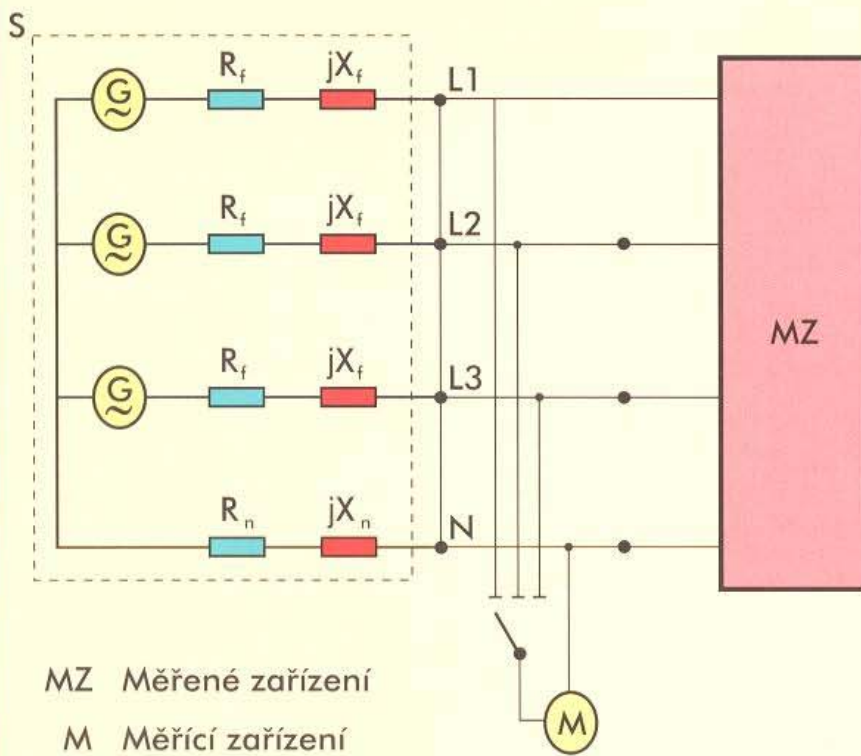 S
R_f jX_f L1
G
~
R_f jX_f L2
G
~
MZ
R_f jX_f L3
G
~
R_n jX_n N
MZ Měřené zařízení
M
M Měřící zařízení